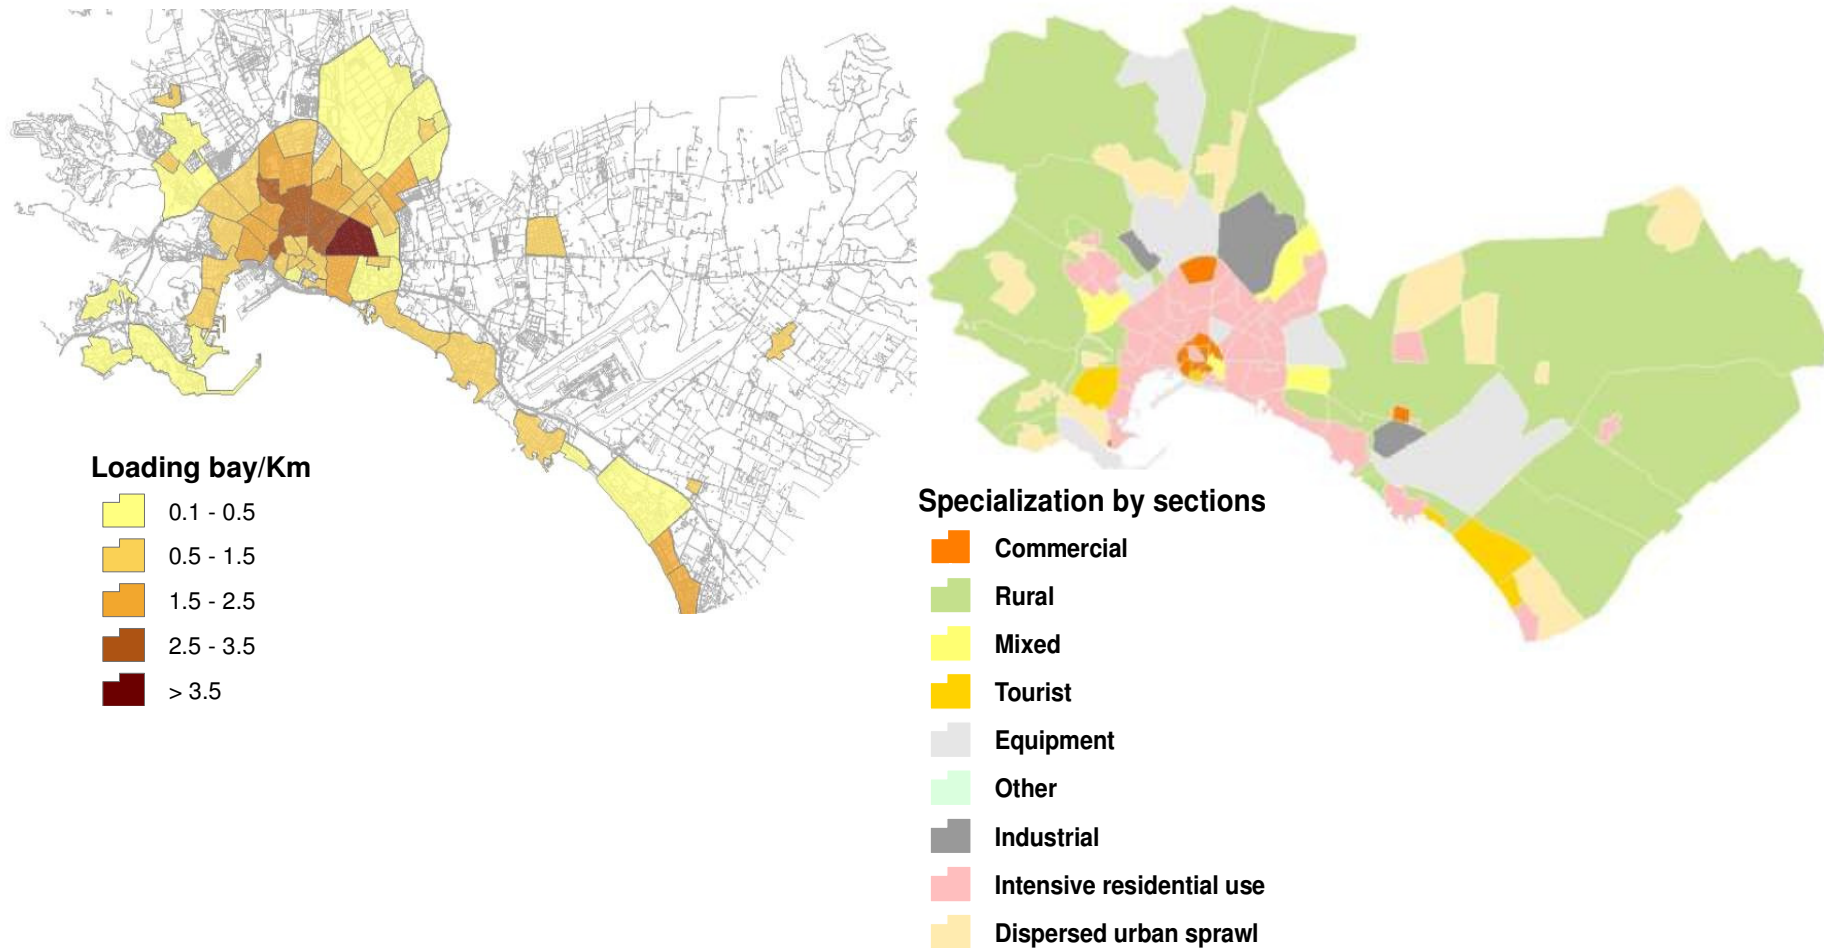 Loading bay/Km
0.1 - 0.5
0.5 - 1.5
1.5 - 2.5
2.5 - 3.5
> 3.5
Specialization by sections
Commercial
Rural
Mixed
Tourist
Equipment
Other
Industrial
Intensive residential use
Dispersed urban sprawl